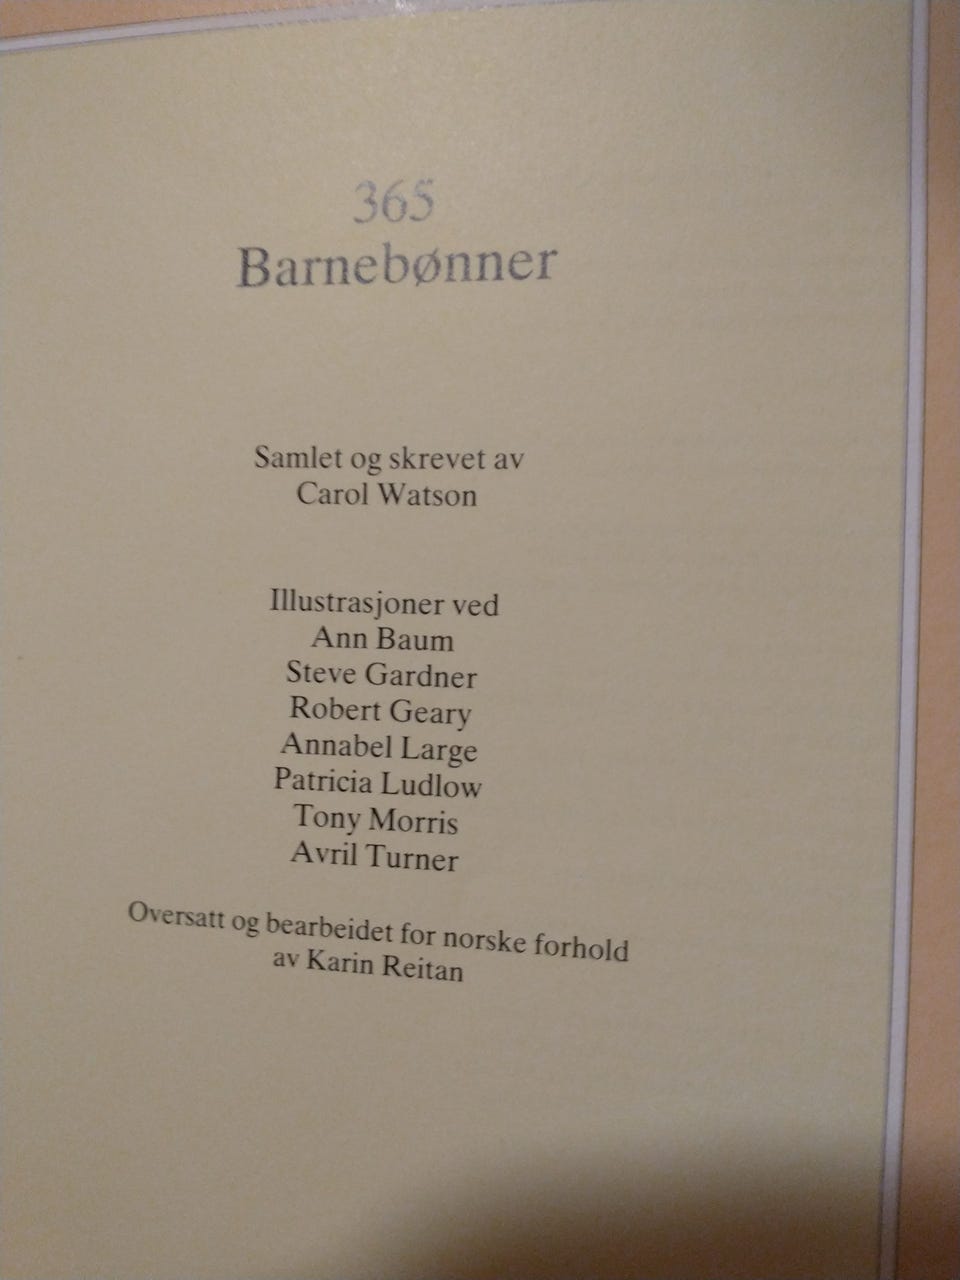 365
Barnebønner
Samlet og skrevet av
Carol Watson
Illustrasjoner ved
Ann Baum
Steve Gardner
Robert Geary
Annabel Large
Patricia Ludlow
Tony Morris
Avril Turner
Oversatt og bearbeidet for norske forhold
av Karin Reitan